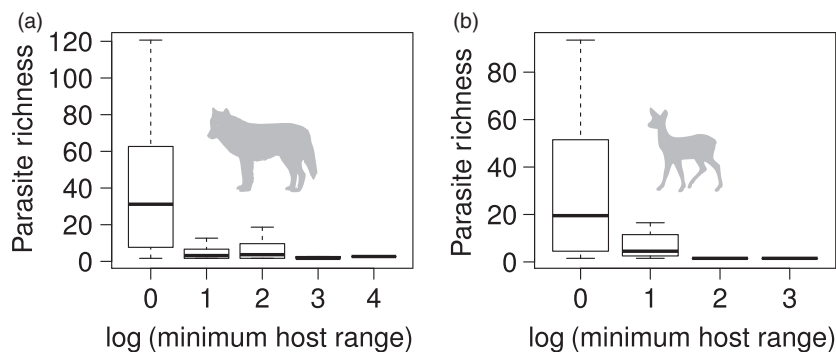 (a)
Parasite richness
120
100
80
60
40
20
0
0 1 2 3 4
log (minimum host range)
(b)
Parasite richness
80
60
40
20
0
0 1 2 3
log (minimum host range)